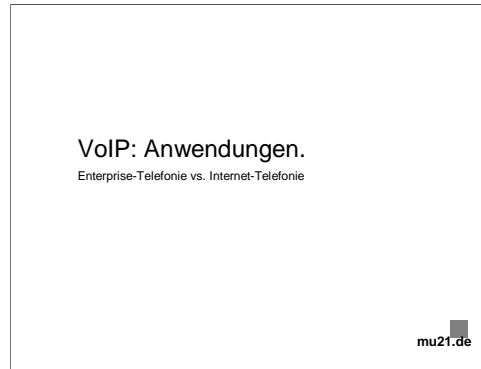 VoIP: Anwendungen.
Enterprise-Telefonie vs. Internet-Telefonie
mu21.de